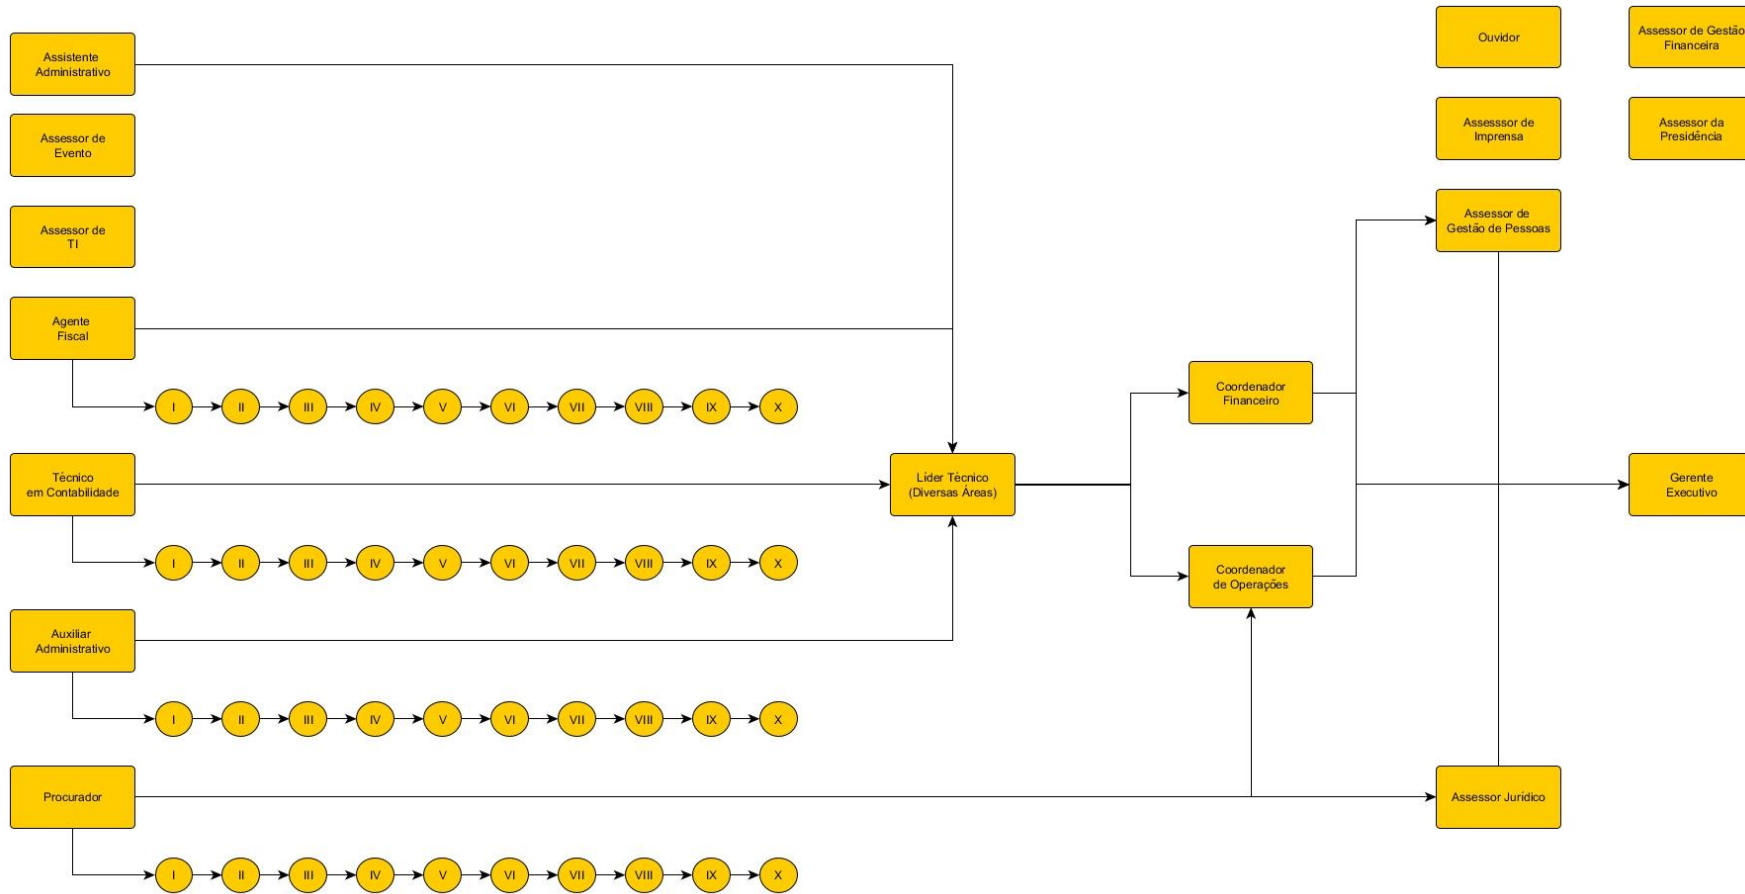 Assistente
Administrativo
Assessor de
Evento
Assessor de
TI
Agente
Fiscal
I II III IV V VI VII VIII IX X
Técnico
em Contabilidade
I II III IV V VI VII VIII IX X
Auxiliar
Administrativo
I II III IV V VI VII VIII IX X
Procurador
I II III IV V VI VII VIII IX X
Líder Técnico
(Diversas Áreas)
Coordenador
Financeiro
Coordenador
de Operações
Ouvidor
Assesssor de
Imprensa
Assessor de
Gestão de Pessoas
Assessor Jurídico
Assessor de Gestão
Financeira
Assessor da
Presidência
Gerente
Executivo